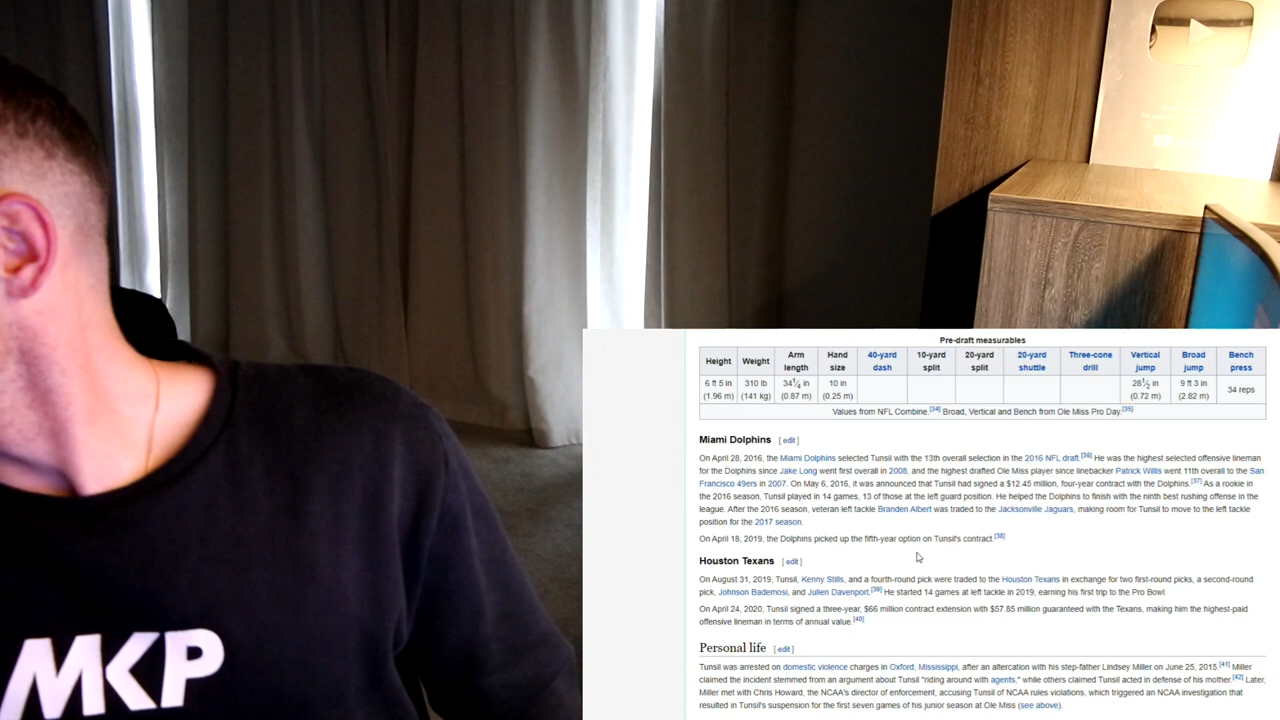 MKP
Pre-draft measurables
Height Weight Arm length Hand size 40-yard dash 10-yard split 20-yard split 20-yard shuttle Three-cone drill Vertical jump Broad jump Bench press
6 ft 5 in (1.96 m) 310 lb (141 kg) 34 1/4 in (0.87 m) 10 in (0.25 m) 28 1/2 in (0.72 m) 9 ft 3 in (2.82 m) 34 reps
Values from NFL Combine.[34] Broad, Vertical and Bench from Ole Miss Pro Day.[35]
Miami Dolphins [ edit ]
On April 28, 2016, the Miami Dolphins selected Tunsil with the 13th overall selection in the 2016 NFL draft.[36] He was the highest selected offensive lineman
for the Dolphins since Jake Long went first overall in 2008, and the highest drafted Ole Miss player since linebacker Patrick Willis went 11th overall to the San
Francisco 49ers in 2007. On May 6, 2016, it was announced that Tunsil had signed a $12.45 million, four-year contract with the Dolphins.[37] As a rookie in
the 2016 season, Tunsil played in 14 games, 13 of those at the left guard position. He helped the Dolphins to finish with the ninth best rushing offense in the
league. After the 2016 season, veteran left tackle Branden Albert was traded to the Jacksonville Jaguars, making room for Tunsil to move to the left tackle
position for the 2017 season.
On April 18, 2019, the Dolphins picked up the fifth-year option on Tunsil's contract.[38]
Houston Texans [ edit ]
On August 31, 2019, Tunsil, Kenny Stills, and a fourth-round pick were traded to the Houston Texans in exchange for two first-round picks, a second-round
pick, Johnson Bademosi, and Julien Davenport.[39] He started 14 games at left tackle in 2019, earning his first trip to the Pro Bowl.
On April 24, 2020, Tunsil signed a three-year, $66 million contract extension with $57.85 million guaranteed with the Texans, making him the highest-paid
offensive lineman in terms of annual value.[40]
Personal life [ edit ]
Tunsil was arrested on domestic violence charges in Oxford, Mississippi, after an altercation with his step-father Lindsey Miller on June 25, 2015.[41] Miller
claimed the incident stemmed from an argument about Tunsil "riding around with agents," while others claimed Tunsil acted in defense of his mother.[42] Later,
Miller met with Chris Howard, the NCAA's director of enforcement, accusing Tunsil of NCAA rules violations, which triggered an NCAA investigation that
resulted in Tunsil's suspension for the first seven games of his junior season at Ole Miss (see above).